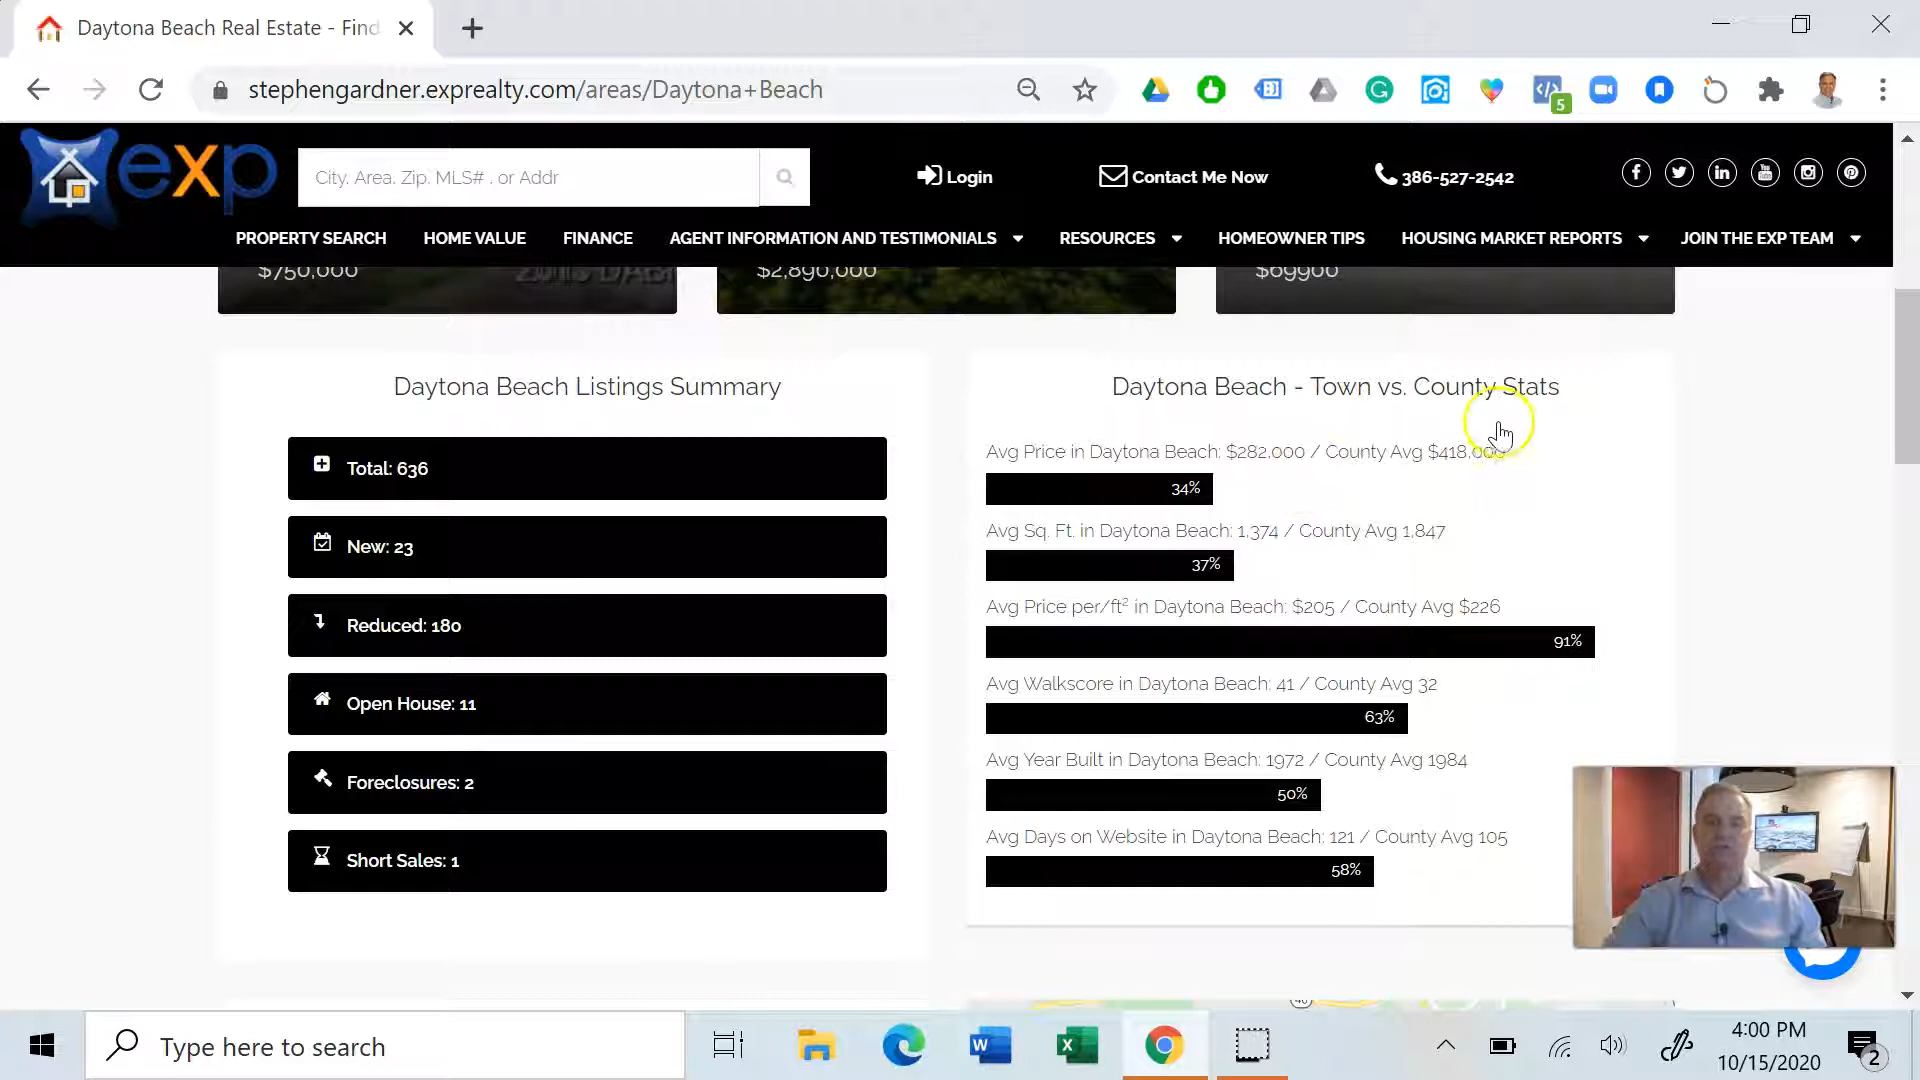 Daytona Beach Real Estate - Find
stephengardner.exprealty.com/areas/Daytona+Beach
5
exp
City. Area. Zip. MLS# . or Addr
Login
Contact Me Now
386-527-2542
PROPERTY SEARCH
HOME VALUE
FINANCE
AGENT INFORMATION AND TESTIMONIALS
RESOURCES
HOMEOWNER TIPS
HOUSING MARKET REPORTS
JOIN THE EXP TEAM
$750,000
$2,890,000
$69900
Daytona Beach Listings Summary
Total: 636
New: 23
Reduced: 180
Open House: 11
Foreclosures: 2
Short Sales: 1
Daytona Beach - Town vs. County Stats
Avg Price in Daytona Beach: $282,000 / County Avg $418,000
34%
Avg Sq. Ft. in Daytona Beach: 1,374 / County Avg 1,847
37%
Avg Price per/ft² in Daytona Beach: $205 / County Avg $226
91%
Avg Walkscore in Daytona Beach: 41 / County Avg 32
63%
Avg Year Built in Daytona Beach: 1972 / County Avg 1984
50%
Avg Days on Website in Daytona Beach: 121 / County Avg 105
58%
Type here to search
4:00 PM
10/15/2020
2